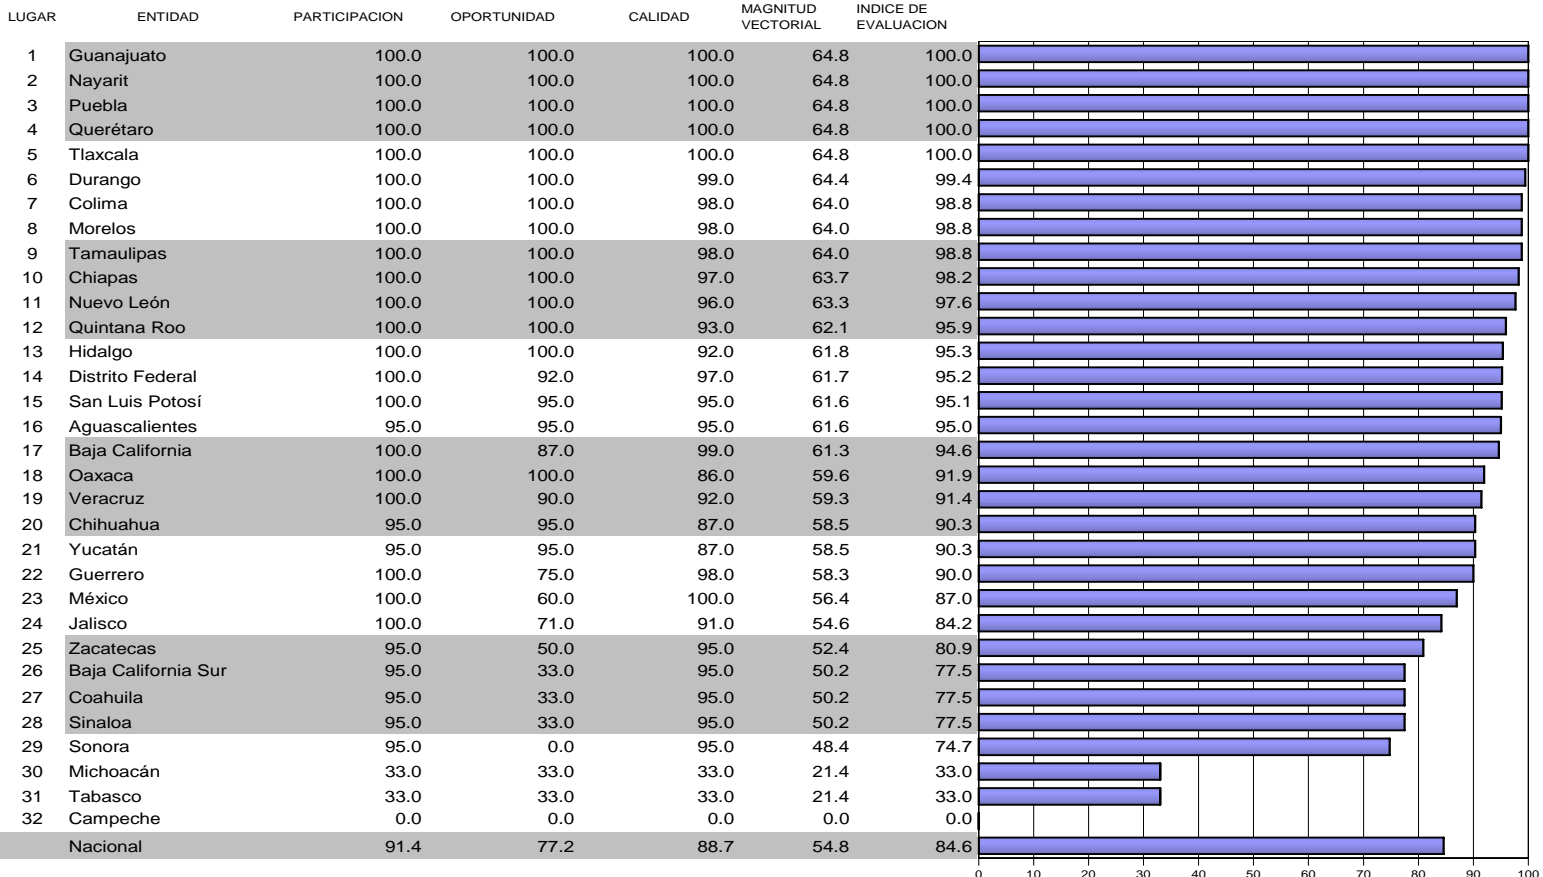 LUGAR ENTIDAD PARTICIPACION OPORTUNIDAD CALIDAD MAGNITUD VECTORIAL INDICE DE EVALUACION
1 Guanajuato 100.0 100.0 100.0 64.8 100.0
2 Nayarit 100.0 100.0 100.0 64.8 100.0
3 Puebla 100.0 100.0 100.0 64.8 100.0
4 Querétaro 100.0 100.0 100.0 64.8 100.0
5 Tlaxcala 100.0 100.0 100.0 64.8 100.0
6 Durango 100.0 100.0 99.0 64.4 99.4
7 Colima 100.0 100.0 98.0 64.0 98.8
8 Morelos 100.0 100.0 98.0 64.0 98.8
9 Tamaulipas 100.0 100.0 98.0 64.0 98.8
10 Chiapas 100.0 100.0 97.0 63.7 98.2
11 Nuevo León 100.0 100.0 96.0 63.3 97.6
12 Quintana Roo 100.0 100.0 93.0 62.1 95.9
13 Hidalgo 100.0 100.0 92.0 61.8 95.3
14 Distrito Federal 100.0 92.0 97.0 61.7 95.2
15 San Luis Potosí 100.0 95.0 95.0 61.6 95.1
16 Aguascalientes 95.0 95.0 95.0 61.6 95.0
17 Baja California 100.0 87.0 99.0 61.3 94.6
18 Oaxaca 100.0 100.0 86.0 59.6 91.9
19 Veracruz 100.0 90.0 92.0 59.3 91.4
20 Chihuahua 95.0 95.0 87.0 58.5 90.3
21 Yucatán 95.0 95.0 87.0 58.5 90.3
22 Guerrero 100.0 75.0 98.0 58.3 90.0
23 México 100.0 60.0 100.0 56.4 87.0
24 Jalisco 100.0 71.0 91.0 54.6 84.2
25 Zacatecas 95.0 50.0 95.0 52.4 80.9
26 Baja California Sur 95.0 33.0 95.0 50.2 77.5
27 Coahuila 95.0 33.0 95.0 50.2 77.5
28 Sinaloa 95.0 33.0 95.0 50.2 77.5
29 Sonora 95.0 0.0 95.0 48.4 74.7
30 Michoacán 33.0 33.0 33.0 21.4 33.0
31 Tabasco 33.0 33.0 33.0 21.4 33.0
32 Campeche 0.0 0.0 0.0 0.0 0.0
Nacional 91.4 77.2 88.7 54.8 84.6
0 10 20 30 40 50 60 70 80 90 100